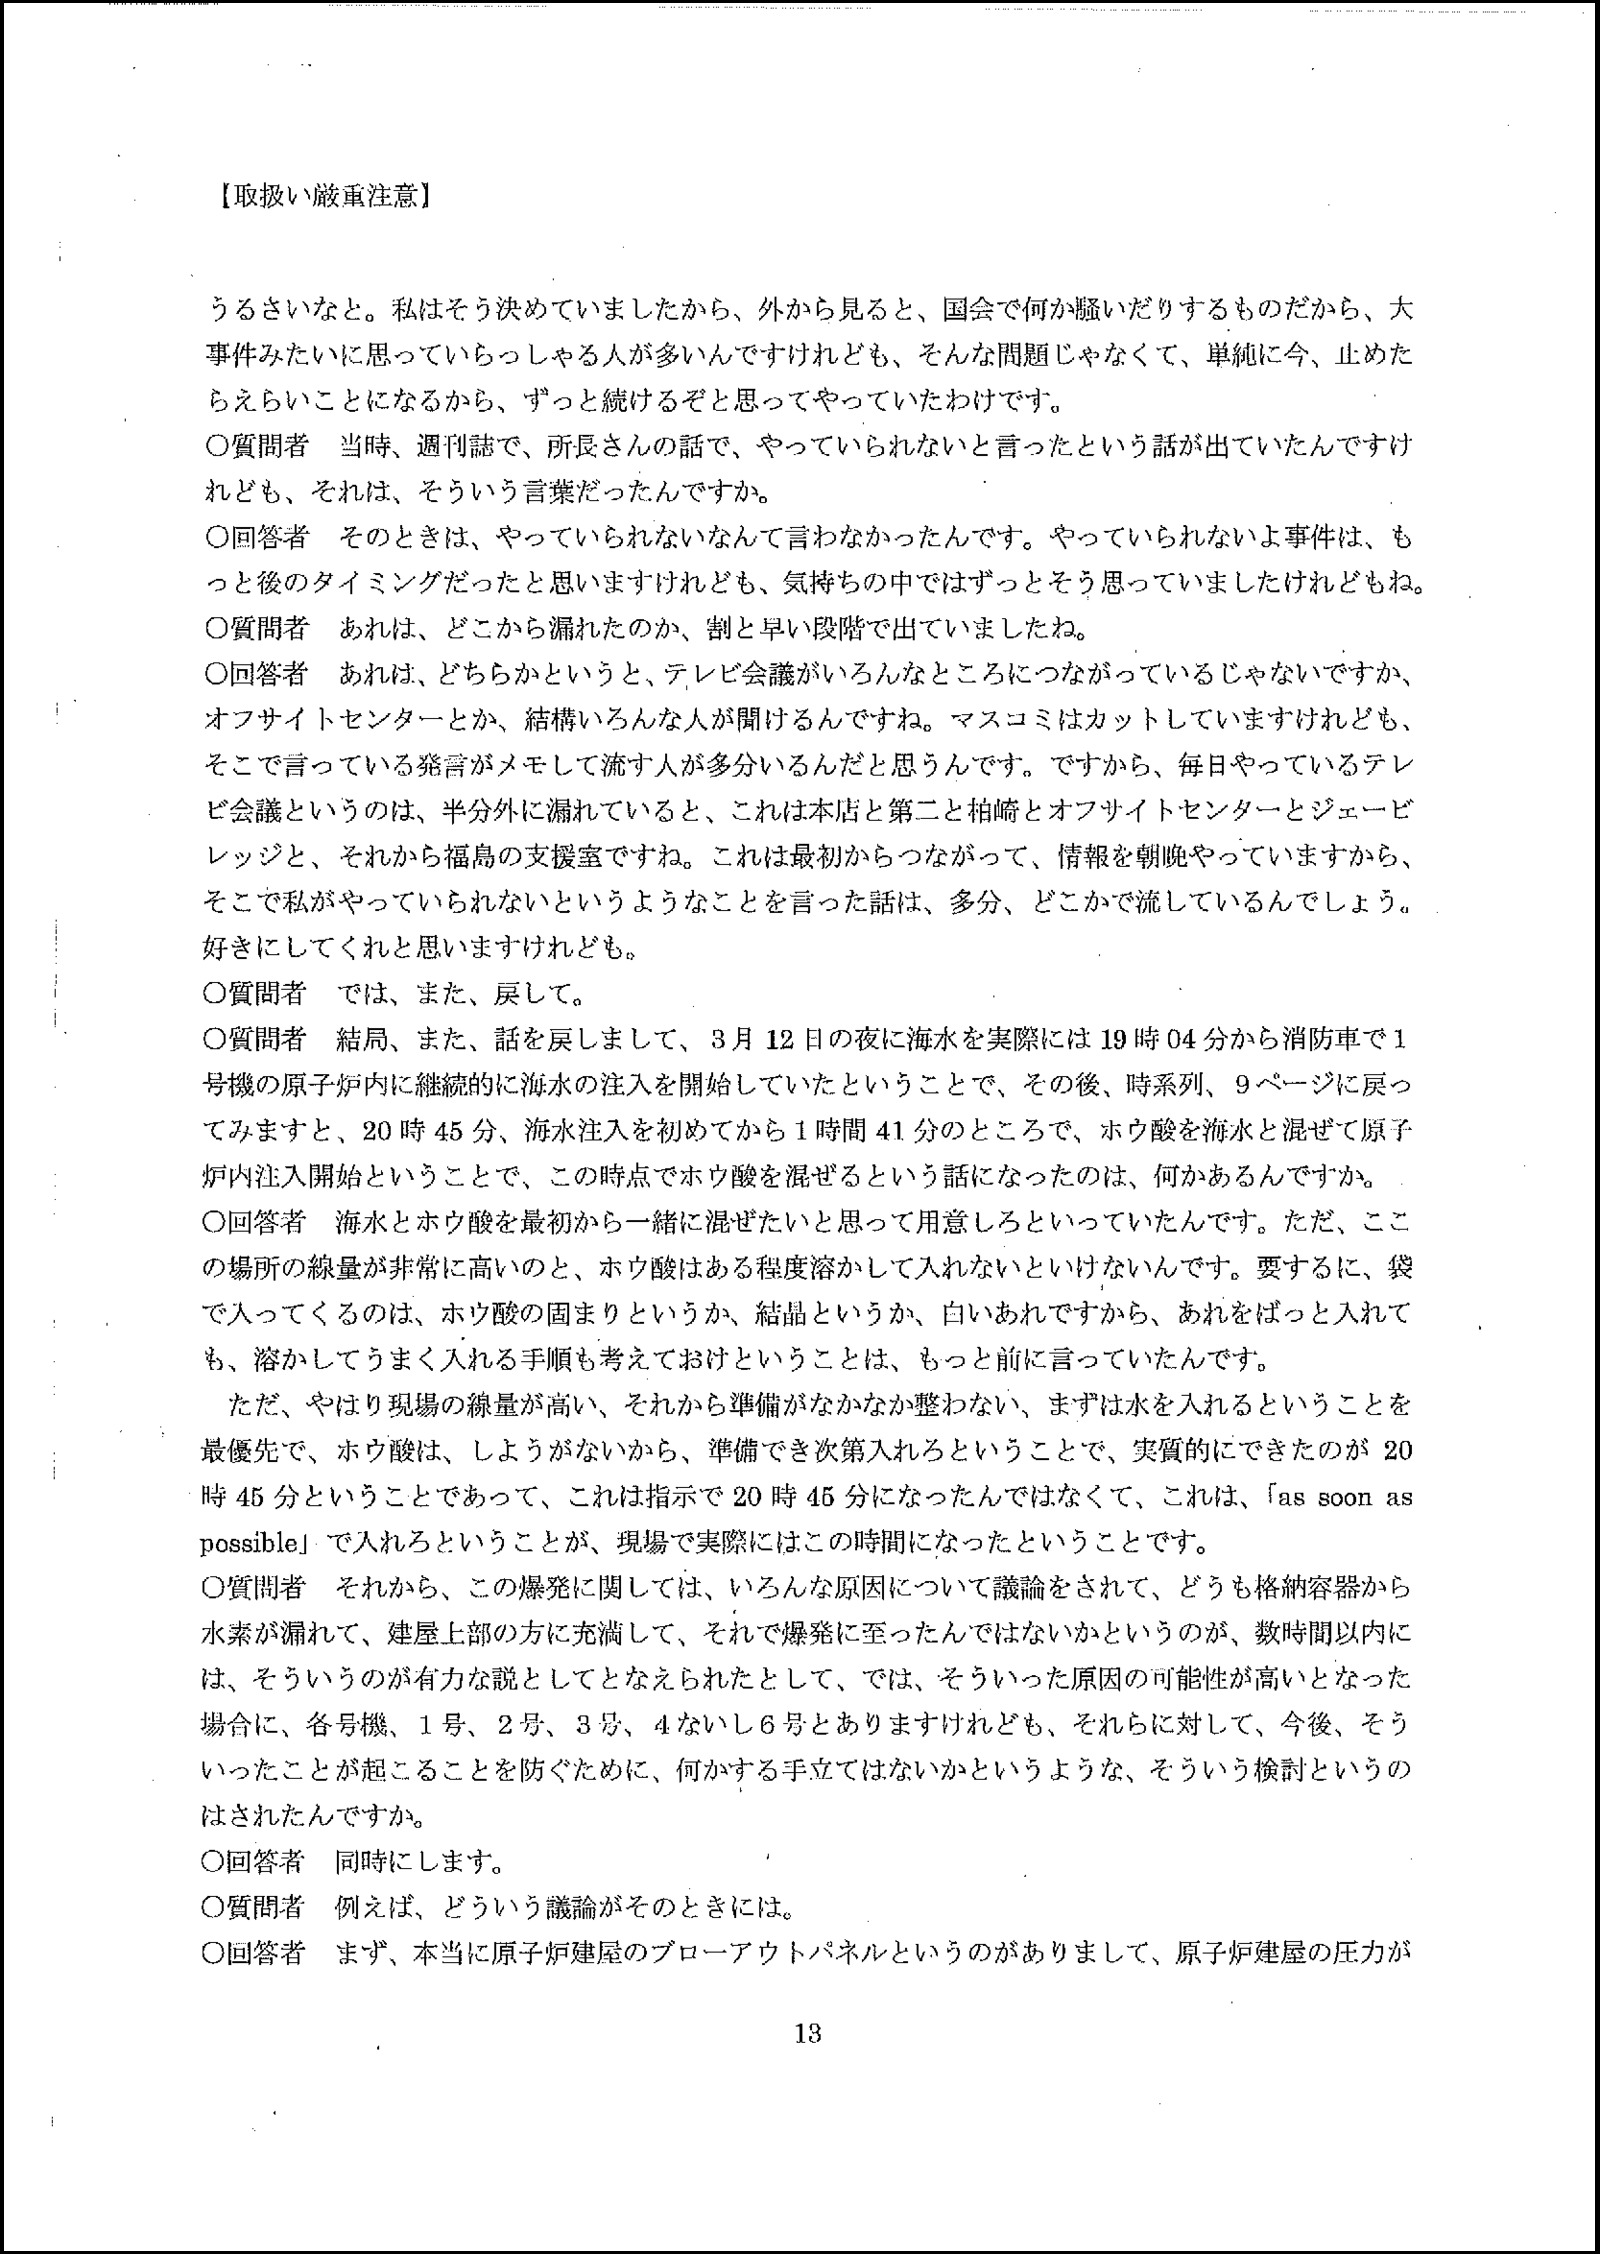 【取扱い厳重注意】
うるさいなと。私はそう決めていましたから、外から見ると、国会で何か騒いだりするものだから、大
事件みたいに思っていらっしゃる人が多いんですけれども、そんな問題じゃなくて、単純に今、止めた
らえらいことになるから、ずっと続けるぞと思ってやっていたわけです。
○質問者　当時、週刊誌で、所長さんの話で、やっていられないと言ったという話が出ていたんですけ
れども、それは、そういう言葉だったんですか。
○回答者　そのときは、やっていられないなんて言わなかったんです。やっていられないよ事件は、も
っと後のタイミングだったと思いますけれども、気持ちの中ではずっとそう思っていましたけれどもね。
○質問者　あれは、どこから漏れたのか、割と早い段階で出ていましたね。
○回答者　あれは、どちらかというと、テレビ会議がいろんなところにつながっているじゃないですか、
オフサイトセンターとか、結構いろんな人が聞けるんですね。マスコミはカットしていますけれども、
そこで言っている発言がメモして流す人が多分いるんだと思うんです。ですから、毎日やっているテレ
ビ会議というのは、半分外に漏れていると、これは本店と第二と柏崎とオフサイトセンターとジェービ
レッジと、それから福島の支援室ですね。これは最初からつながって、情報を朝晩やっていますから、
そこで私がやっていられないというようなことを言った話は、多分、どこかで流しているんでしょう。
好きにしてくれと思いますけれども。
○質問者　では、また、戻して。
○質問者　結局、また、話を戻しまして、3月 12 日の夜に海水を実際には 19 時 04 分から消防車で1
号機の原子炉内に継続的に海水の注入を開始していたということで、その後、時系列、9ページに戻っ
てみますと、20 時 45 分、海水注入を初めてから1時間 41 分のところで、ホウ酸を海水と混ぜて原子
炉内注入開始ということで、この時点でホウ酸を混ぜるという話になったのは、何かあるんですか。
○回答者　海水とホウ酸を最初から一緒に混ぜたいと思って用意しろといっていたんです。ただ、ここ
の場所の線量が非常に高いのと、ホウ酸はある程度溶かして入れないといけないんです。要するに、袋
で入ってくるのは、ホウ酸の固まりというか、結晶というか、白いあれですから、あれをばっと入れて
も、溶かしてうまく入れる手順も考えておけということは、もっと前に言っていたんです。
　ただ、やはり現場の線量が高い、それから準備がなかなか整わない、まずは水を入れるということを
最優先で、ホウ酸は、しようがないから、準備でき次第入れろということで、実質的にできたのが 20
時 45 分ということであって、これは指示で 20 時 45 分になったんではなくて、これは、「as soon as
possible」で入れろということが、現場で実際にはこの時間になったということです。
○質問者　それから、この爆発に関しては、いろんな原因について議論をされて、どうも格納容器から
水素が漏れて、建屋上部の方に充満して、それで爆発に至ったんではないかというのが、数時間以内に
は、そういうのが有力な説としてとなえられたとして、では、そういった原因の可能性が高いとなった
場合に、各号機、1号、2号、3号、4ないし6号とありますけれども、それらに対して、今後、そう
いったことが起こることを防ぐために、何かする手立てはないかというような、そういう検討というの
はされたんですか。
○回答者　同時にします。
○質問者　例えば、どういう議論がそのときには。
○回答者　まず、本当に原子炉建屋のブローアウトパネルというのがありまして、原子炉建屋の圧力が
13